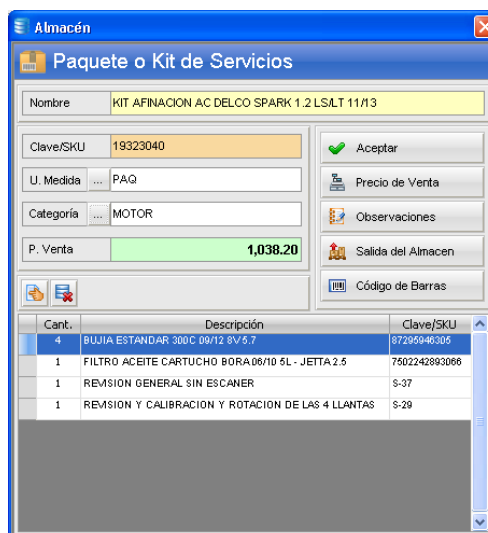 Almacén
Paquete o Kit de Servicios
Nombre KIT AFINACION AC DELCO SPARK 1.2 LS/LT 11/13
Clave/SKU 19323040
U. Medida ... PAQ
Categoría ... MOTOR
P. Venta 1,038.20
Aceptar
Precio de Venta
Observaciones
Salida del Almacen
Código de Barras
Cant. Descripción Clave/SKU
4 BUJIA ESTANDAR 300C 09/12 8V 5.7 87295946305
1 FILTRO ACEITE CARTUCHO BORA 06/10 5L - JETTA 2.5 7502242893066
1 REVISION GENERAL SIN ESCANER S-37
1 REVISION Y CALIBRACION Y ROTACION DE LAS 4 LLANTAS S-29